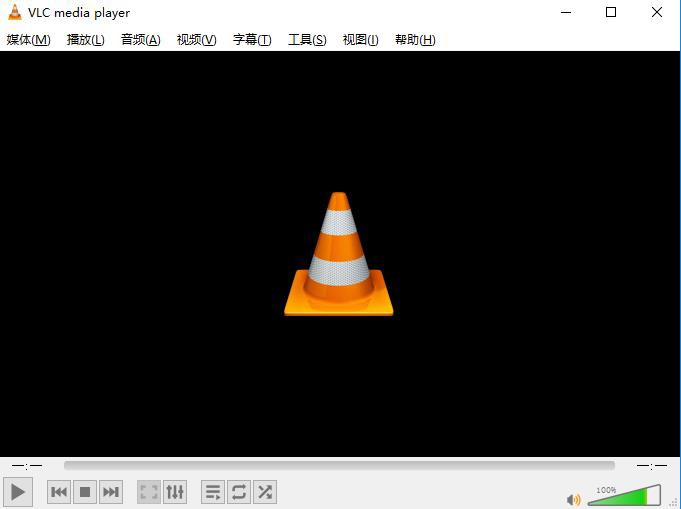 VLC media player
媒体(M) 播放(L) 音频(A) 视频(V) 字幕(T) 工具(S) 视图(I) 帮助(H)
--:-- --:--
100%